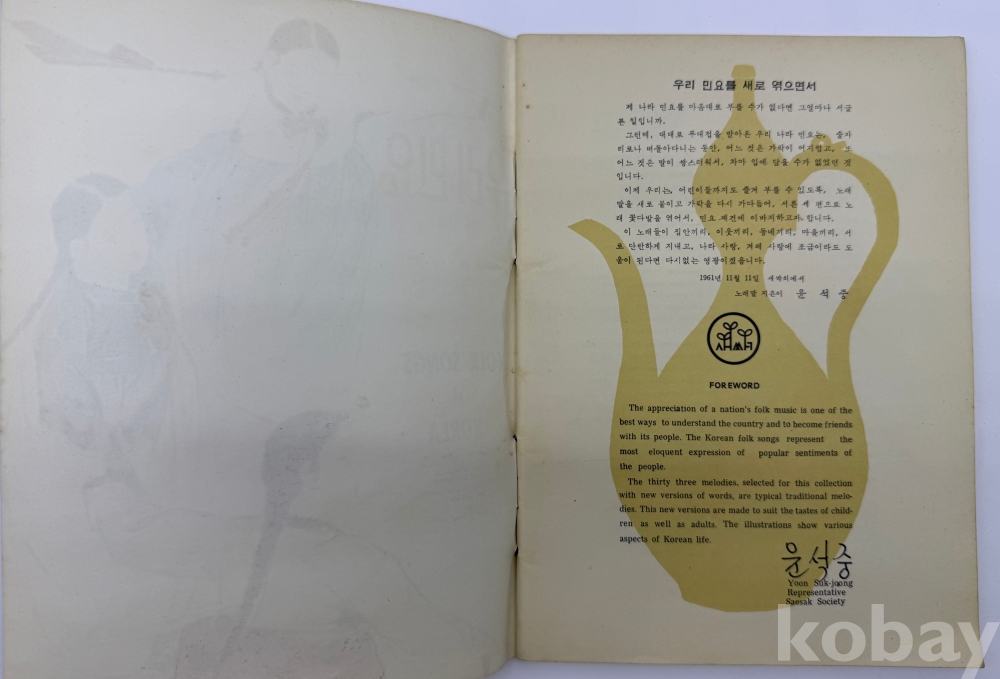 우리 민요를 새로 엮으면서
제 나라 민요를 마음대로 부를 수가 없다면 그얼마나 서글
픈 일입니까.
그런데, 대대로 푸대접을 받아온 우리 나라 민요는, 출자
리로나 떠돌아다니는 동안, 어느 것은 가락이 어지럽고, 또
어느 것은 말이 쌍스러워서, 차마 입에 담을 수가 없었던 것
입니다.
이제 우리는, 어린이들까지도 즐겨 부를 수 있도록, 노래
말을 새로 붙이고 가락을 다시 가다듬어, 서른 세 편으로 노
래 꽃다발을 엮어서, 민요 재건에 이바지하고자 합니다.
이 노래들이 집안끼리, 이웃끼리, 동네끼리, 마을끼리, 서
로 단란하게 지내고, 나라 사랑, 겨레 사랑에 조금이라도 도
움이 된다면 다시없는 영광이겠읍니다.
1961년 11월 11일 새싹회에서
노래말 지은이 윤 석 중
FOREWORD
The appreciation of a nation's folk music is one of the
best ways to understand the country and to become friends
with its people. The Korean folk songs represent the
most eloquent expression of popular sentiments of
the people.
The thirty three melodies, selected for this collection
with new versions of words, are typical traditional melo-
dies. This new versions are made to suit the tastes of child-
ren as well as adults. The illustrations show various
aspects of Korean life.
윤석중
Yoon Suk-joong
Representative
Saesak Society
kobay